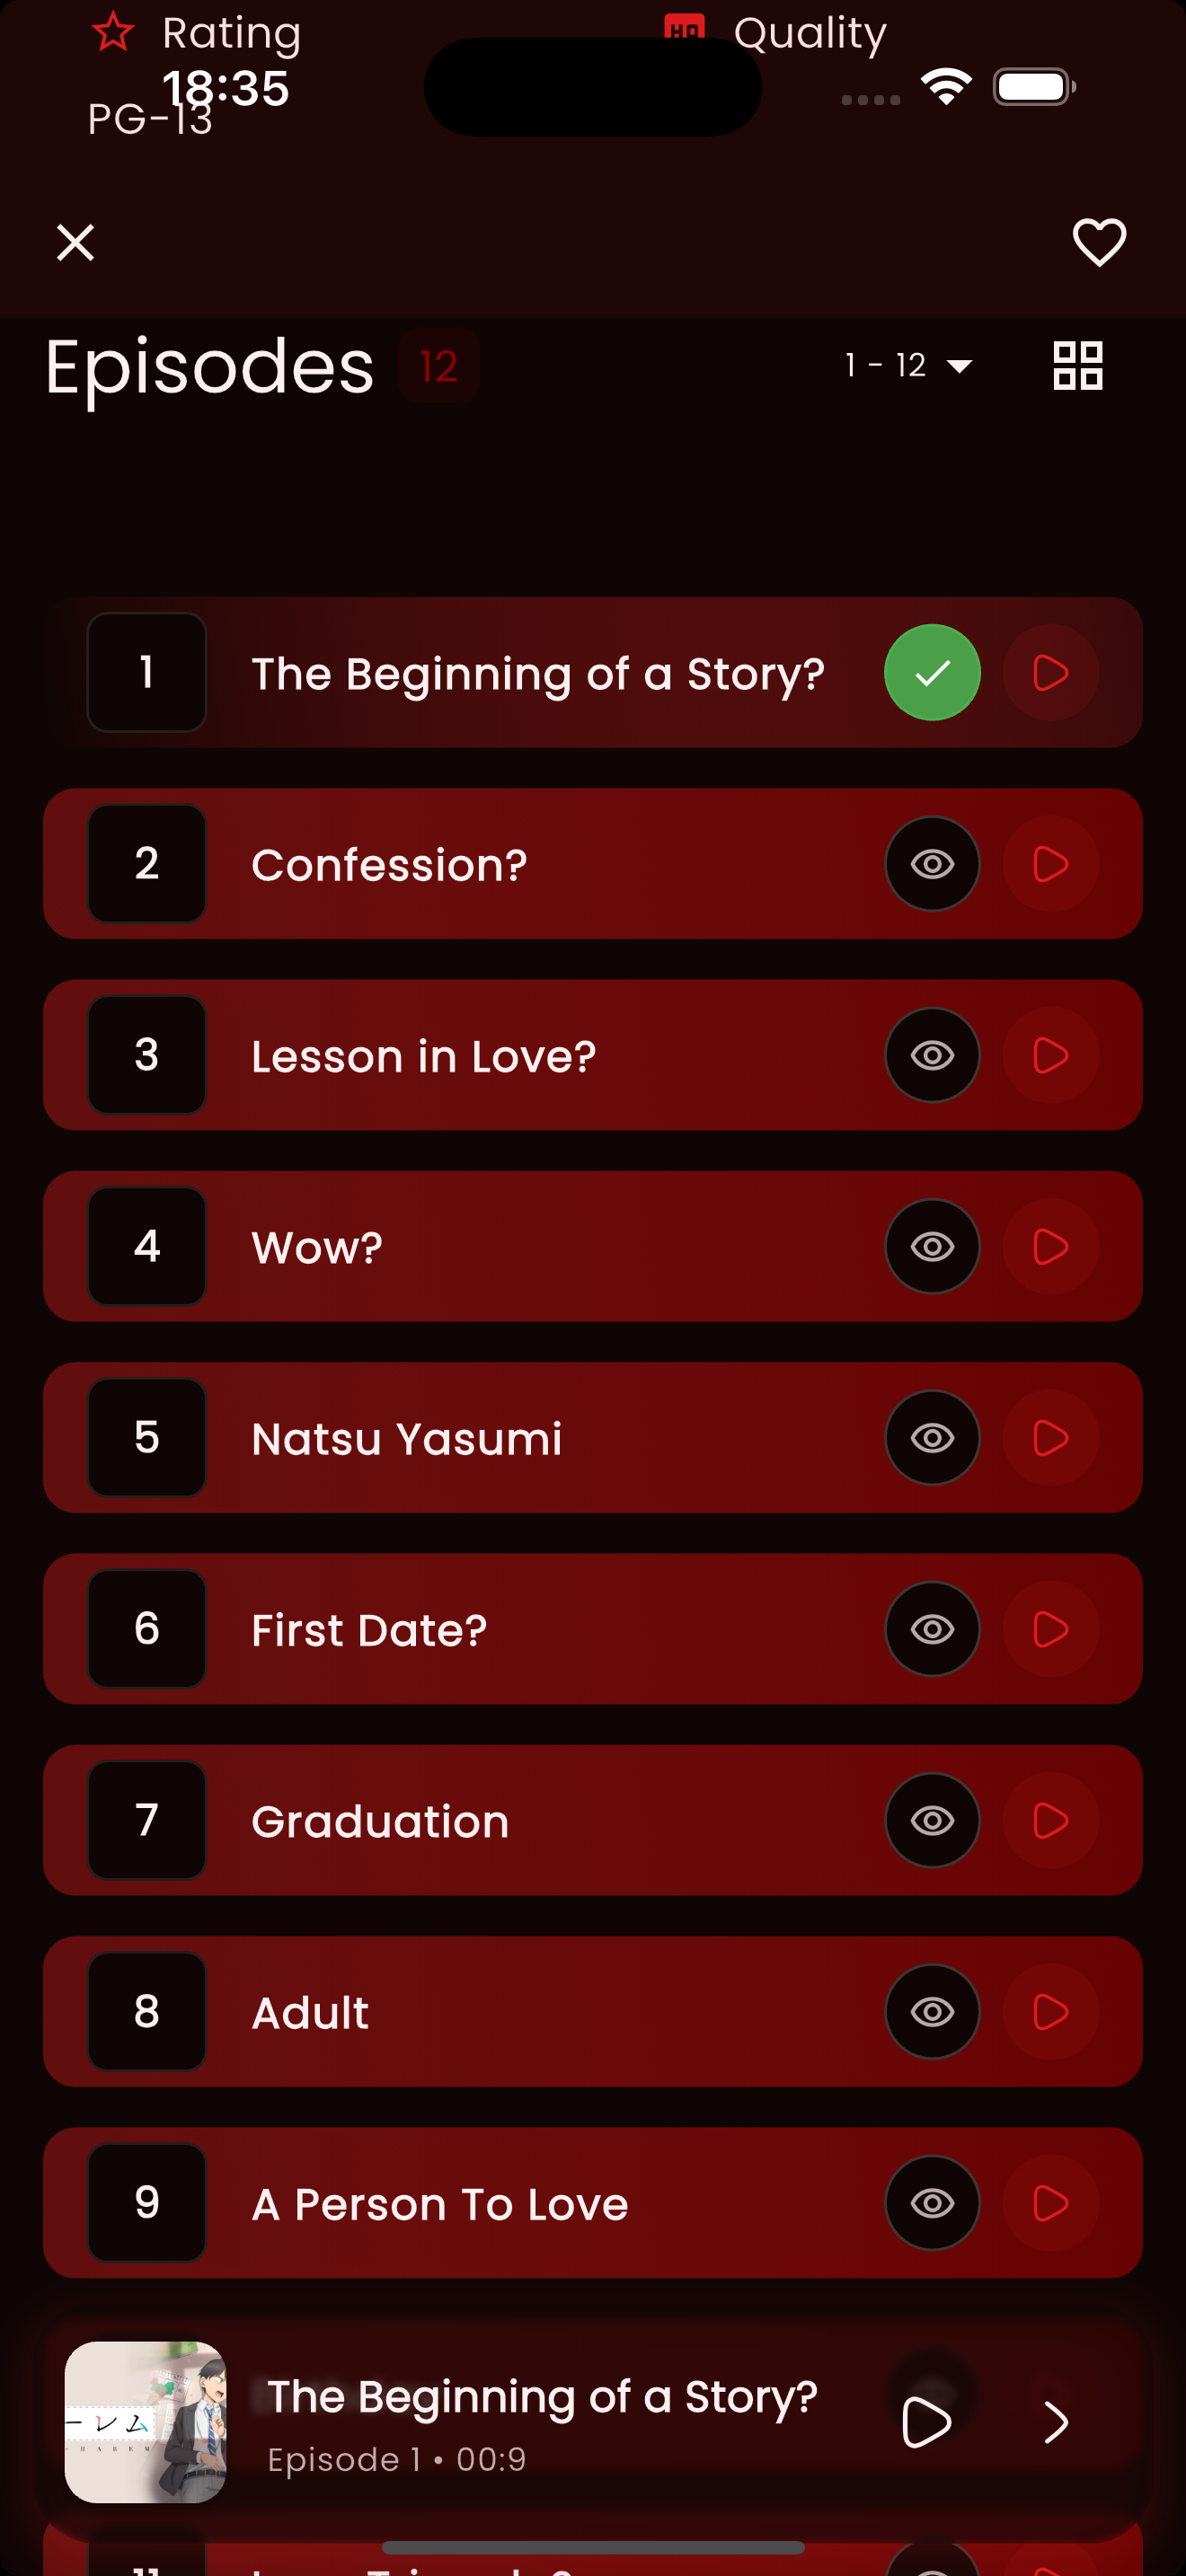 Rating
HQ
Quality
18:35
PG-13
Episodes 12
1 - 12
1 The Beginning of a Story?
2 Confession?
3 Lesson in Love?
4 Wow?
5 Natsu Yasumi
6 First Date?
7 Graduation
8 Adult
9 A Person To Love
The Beginning of a Story?
Episode 1 • 00:9
ーレム
HAREM
11